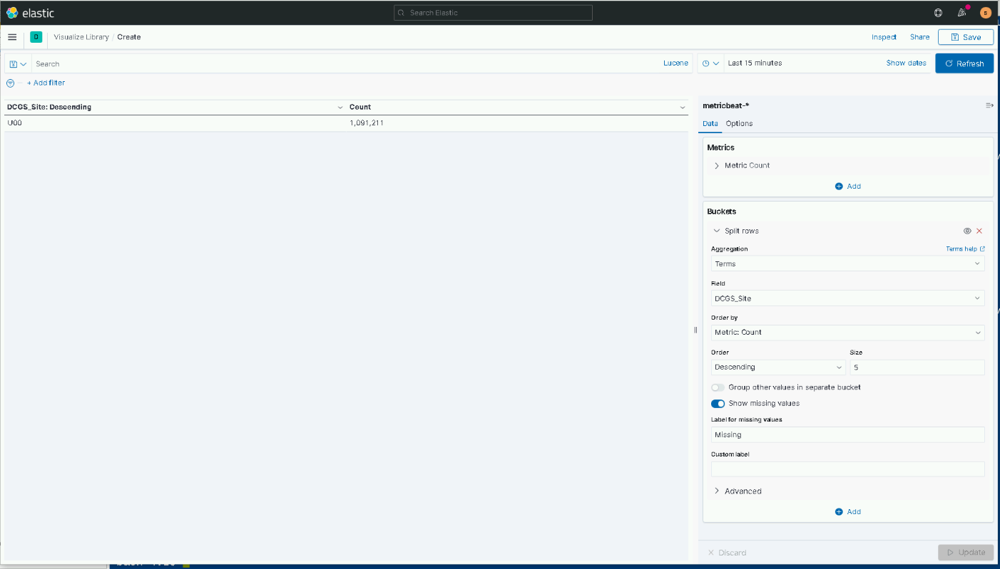 elastic
Search Elastic
S
D
Visualize Library / Create
Inspect
Share
Save
Search
Lucene
Last 15 minutes
Show dates
Refresh
+ Add filter
DCGS_Site: Descending
Count
U00
1,091,211
metricbeat-*
Data
Options
Metrics
Metric Count
Add
Buckets
Split rows
Aggregation
Terms help
Terms
Field
DCGS_Site
Order by
Metric: Count
Order
Size
Descending
5
Group other values in separate bucket
Show missing values
Label for missing values
Missing
Custom label
Advanced
Add
Discard
Update